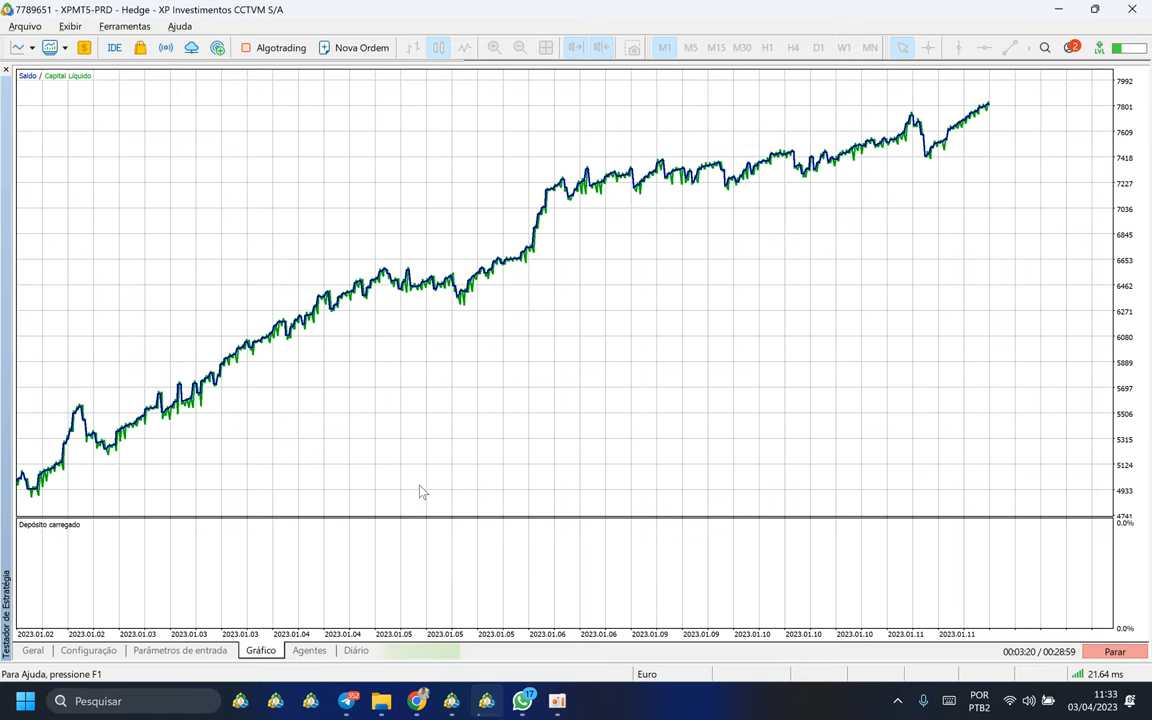 7789651 - XPMT5-PRD - Hedge - XP Investimentos CCTVM S/A
Arquivo Exibir Ferramentas Ajuda
IDE Algotrading Nova Ordem M1 M5 M15 M30 H1 H4 D1 W1 MN 2 LVL
Saldo / Capital Líquido
7992
7801
7609
7418
7227
7036
6845
6653
6462
6271
6080
5889
5697
5506
5315
5124
4933
4741
Depósito carregado
0.0%
0.0%
2023.01.02 2023.01.02 2023.01.03 2023.01.03 2023.01.03 2023.01.04 2023.01.04 2023.01.05 2023.01.05 2023.01.05 2023.01.06 2023.01.06 2023.01.09 2023.01.09 2023.01.10 2023.01.10 2023.01.10 2023.01.11 2023.01.11
Testador de Estratégia
Geral Configuração Parâmetros de entrada Gráfico Agentes Diário 00:03:20 / 00:28:59 Parar
Para Ajuda, pressione F1 Euro 21.64 ms
Pesquisar 352 17 POR PTB2 11:33 03/04/2023